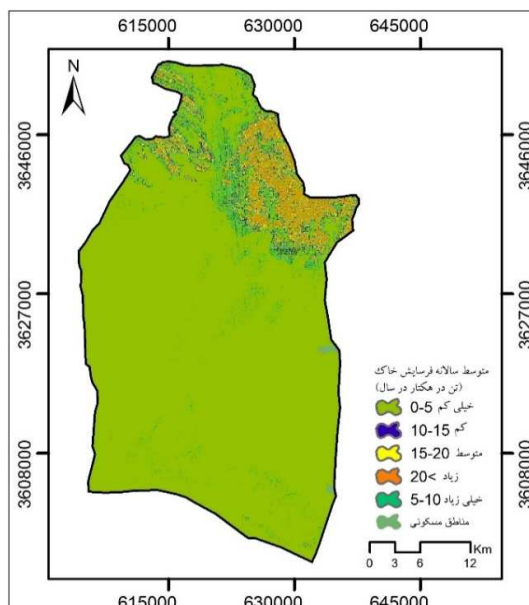 615000 630000 645000
N
3646000 3646000
3627000 3627000
متوسط سالانه فرسایش خاک
(تن در هکتار در سال)
خیلی کم 0-5
کم 10-15
متوسط 15-20
زیاد 20<
خیلی زیاد 5-10
مناطق مسکونی
3608000 3608000
Km
0 3 6 12
615000 630000 645000